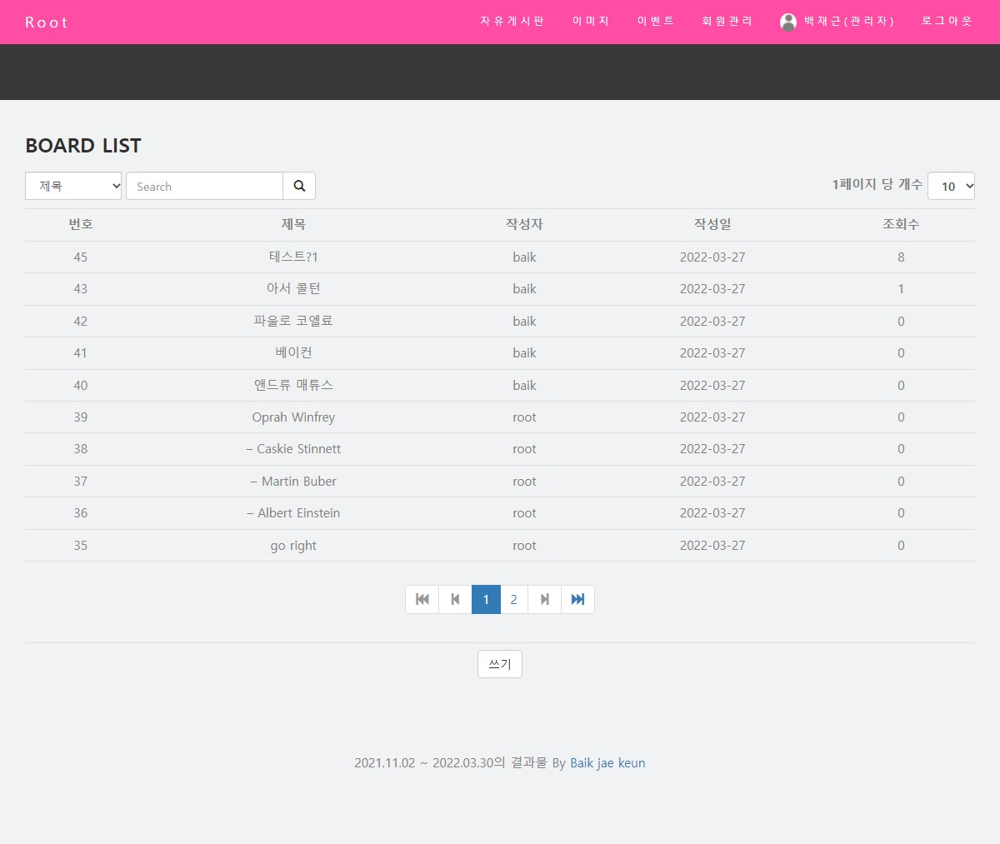 Root 자유게시판 이미지 이벤트 회원관리 백재근(관리자) 로그아웃
BOARD LIST
제목 Search 1페이지 당 개수 10
번호 제목 작성자 작성일 조회수
45 테스트?1 baik 2022-03-27 8
43 아서 콜턴 baik 2022-03-27 1
42 파울로 코엘료 baik 2022-03-27 0
41 베이컨 baik 2022-03-27 0
40 앤드류 매튜스 baik 2022-03-27 0
39 Oprah Winfrey root 2022-03-27 0
38 – Caskie Stinnett root 2022-03-27 0
37 – Martin Buber root 2022-03-27 0
36 – Albert Einstein root 2022-03-27 0
35 go right root 2022-03-27 0
1 2
쓰기
2021.11.02 ~ 2022.03.30의 결과물 By Baik jae keun